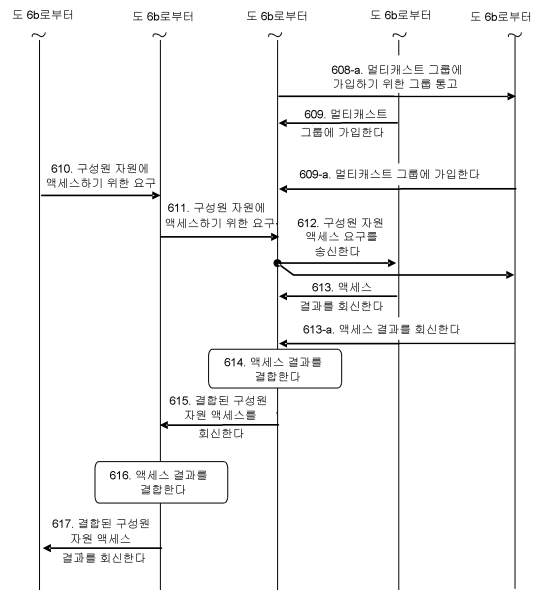 도 6b로부터
도 6b로부터
도 6b로부터
도 6b로부터
도 6b로부터
608-a. 멀티캐스트 그룹에
가입하기 위한 그룹 통고
609. 멀티캐스트
그룹에 가입한다
610. 구성원 자원에
액세스하기 위한 요구
609-a. 멀티캐스트 그룹에 가입한다
611. 구성원 자원에
액세스하기 위한 요구
612. 구성원 자원
액세스 요구를
송신한다
613. 액세스
결과를 회신한다
613-a. 액세스 결과를 회신한다
614. 액세스 결과를
결합한다
615. 결합된 구성원
자원 액세스를
회신한다
616. 액세스 결과를
결합한다
617. 결합된 구성원
자원 액세스
결과를 회신한다